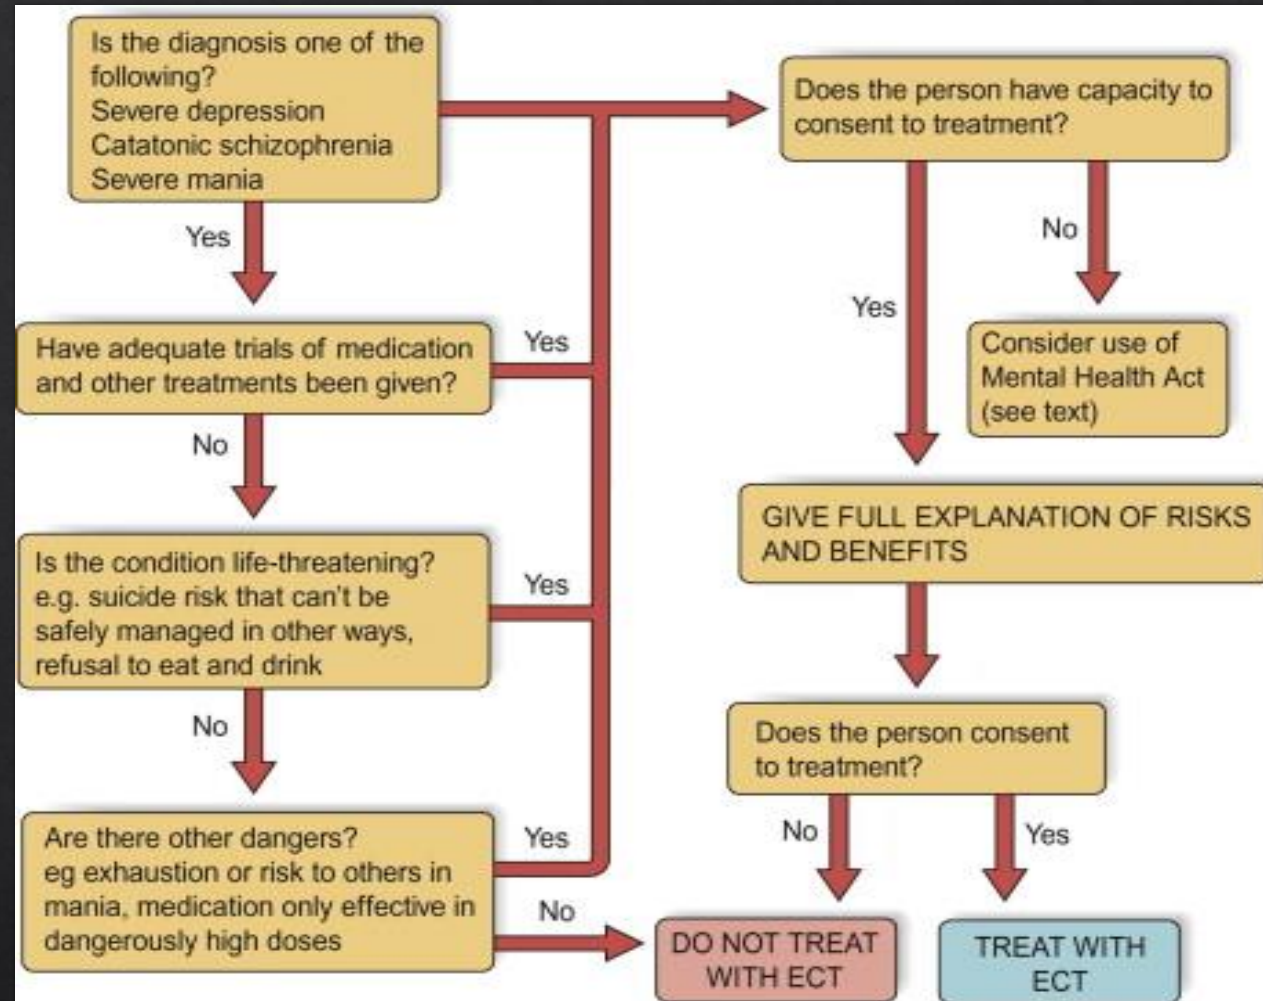 Is the diagnosis one of the
following?
Severe depression
Catatonic schizophrenia
Severe mania
Yes
Have adequate trials of medication
and other treatments been given?
Yes
No
Is the condition life-threatening?
e.g. suicide risk that can't be
safely managed in other ways,
refusal to eat and drink
Yes
No
Are there other dangers?
eg exhaustion or risk to others in
mania, medication only effective in
dangerously high doses
Yes
No
Does the person have capacity to
consent to treatment?
No
Yes
Consider use of
Mental Health Act
(see text)
GIVE FULL EXPLANATION OF RISKS
AND BENEFITS
Does the person consent
to treatment?
No
Yes
DO NOT TREAT
WITH ECT
TREAT WITH
ECT